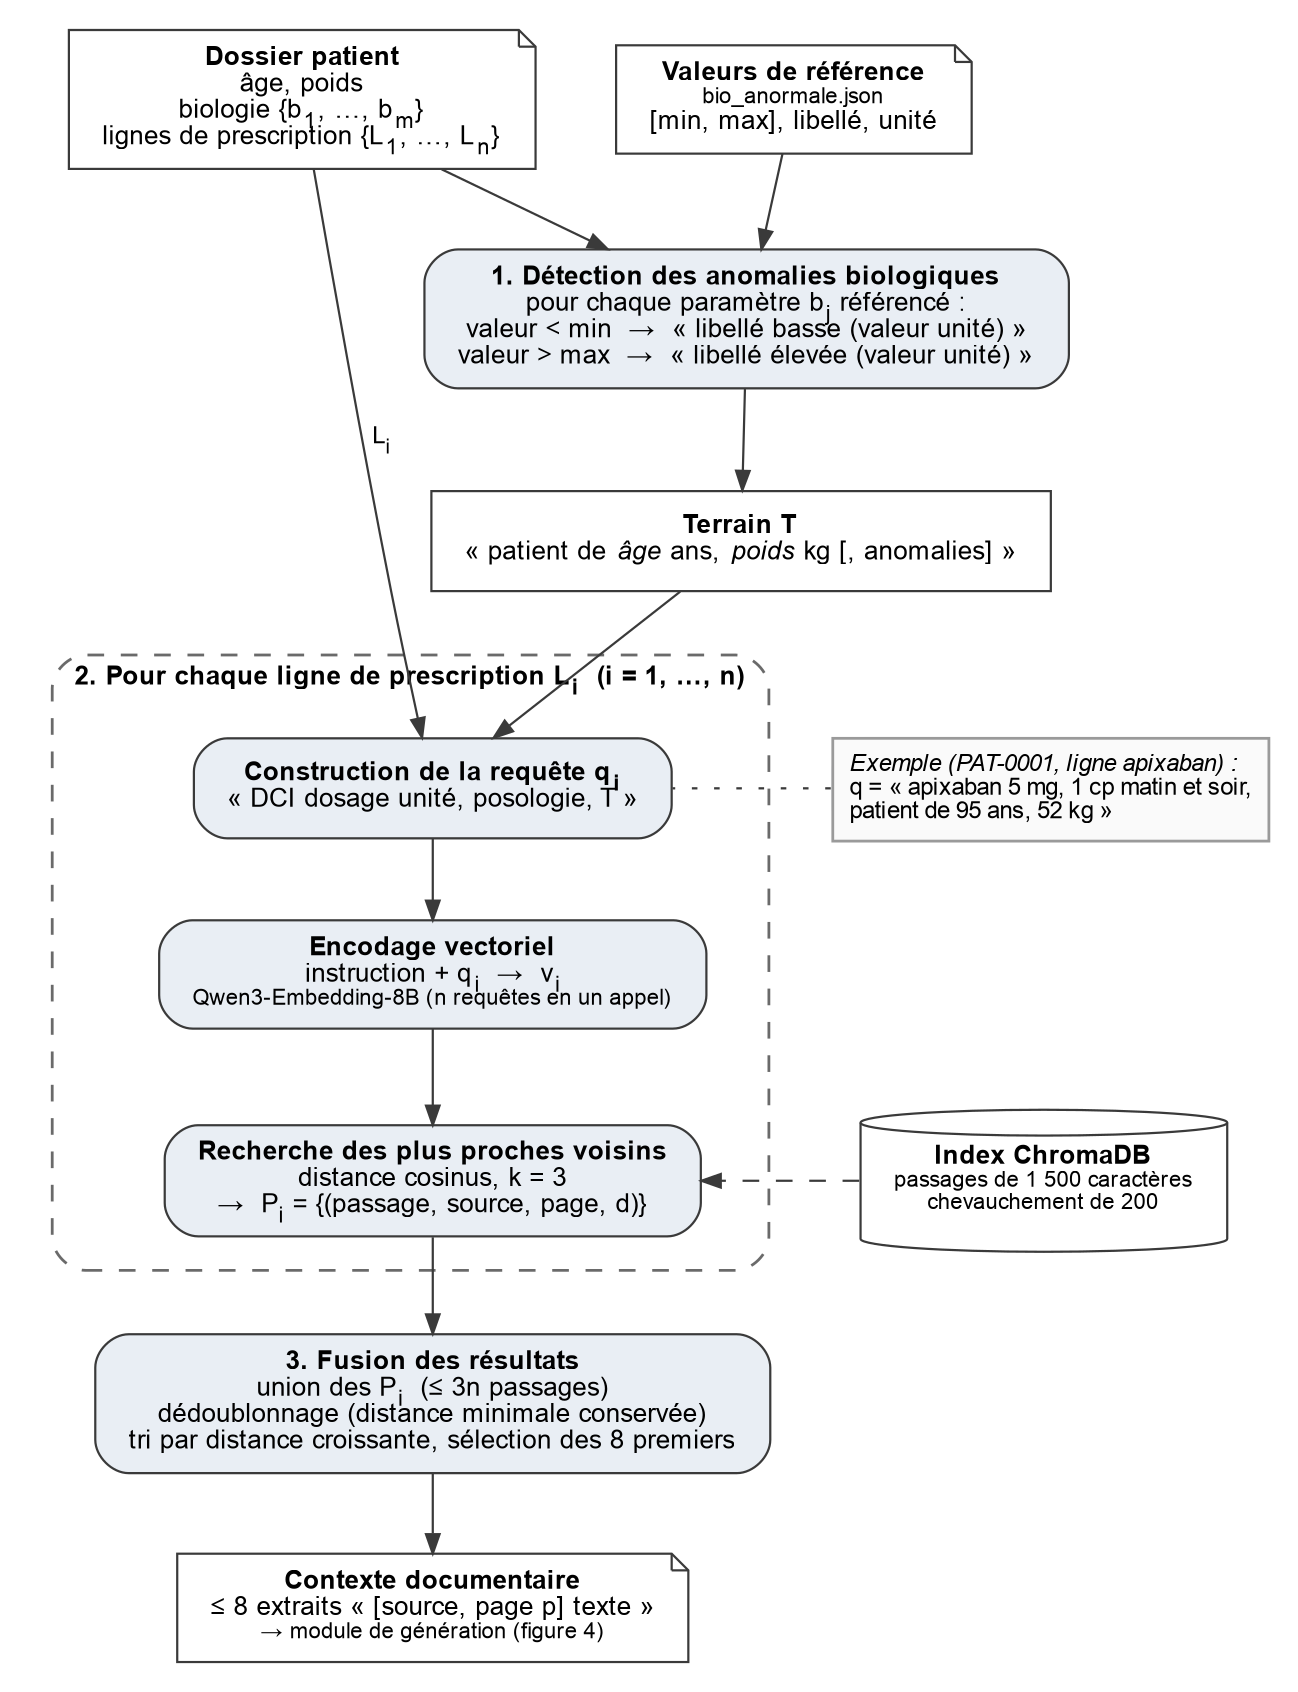 Dossier patient
âge, poids
biologie {b1, ..., bm}
lignes de prescription {L1, ..., Ln}
Valeurs de référence
bio_anormale.json
[min, max], libellé, unité
1. Détection des anomalies biologiques
pour chaque paramètre bj référencé :
valeur < min → « libellé basse (valeur unité) »
valeur > max → « libellé élevée (valeur unité) »
Li
Terrain T
« patient de âge ans, poids kg [, anomalies] »
2. Pour chaque ligne de prescription Li (i = 1, ..., n)
Construction de la requête qi
« DCI dosage unité, posologie, T »
Exemple (PAT-0001, ligne apixaban) :
q = « apixaban 5 mg, 1 cp matin et soir,
patient de 95 ans, 52 kg »
Encodage vectoriel
instruction + qi → vi
Qwen3-Embedding-8B (n requêtes en un appel)
Recherche des plus proches voisins
distance cosinus, k = 3
→ Pi = {(passage, source, page, d)}
Index ChromaDB
passages de 1 500 caractères
chevauchement de 200
3. Fusion des résultats
union des Pi (≤ 3n passages)
dédoublonnage (distance minimale conservée)
tri par distance croissante, sélection des 8 premiers
Contexte documentaire
≤ 8 extraits « [source, page p] texte »
→ module de génération (figure 4)